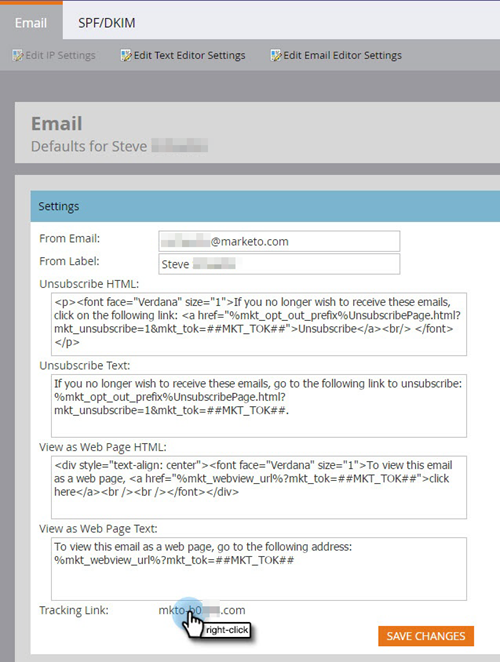 Email SPF/DKIM
Edit IP Settings Edit Text Editor Settings Edit Email Editor Settings
Email
Defaults for Steve
Settings
From Email: @marketo.com
From Label: Steve
Unsubscribe HTML:
<p><font face="Verdana" size="1">If you no longer wish to receive these emails,
click on the following link: <a href="%mkt_opt_out_prefix%UnsubscribePage.html?
mkt_unsubscribe=1&mkt_tok=##MKT_TOK##">Unsubscribe</a><br/> </font>
</p>
Unsubscribe Text:
If you no longer wish to receive these emails, go to the following link to unsubscribe:
%mkt_opt_out_prefix%UnsubscribePage.html?
mkt_unsubscribe=1&mkt_tok=##MKT_TOK##.
View as Web Page HTML:
<div style="text-align: center"><font face="Verdana" size="1">To view this email
as a web page, <a href="%mkt_webview_url%?mkt_tok=##MKT_TOK##">click
here</a><br /><br /></font></div>
View as Web Page Text:
To view this email as a web page, go to the following address:
%mkt_webview_url%?mkt_tok=##MKT_TOK##
Tracking Link: .com
right-click
SAVE CHANGES